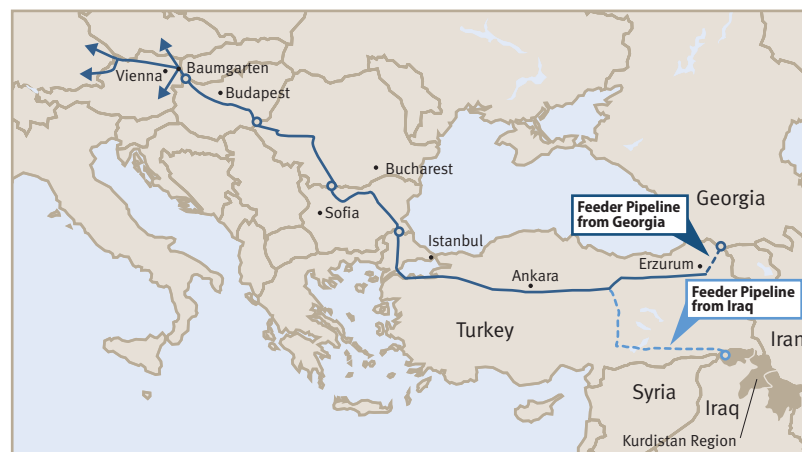 Vienna
Baumgarten
Budapest
Bucharest
Sofia
Istanbul
Ankara
Erzurum
Georgia
Feeder Pipeline
from Georgia
Feeder Pipeline
from Iraq
Turkey
Iran
Syria
Iraq
Kurdistan Region